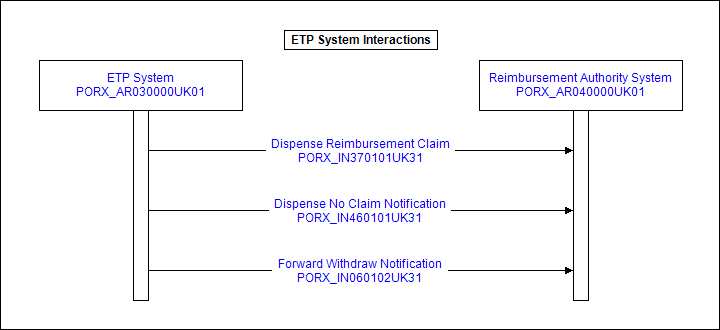 ETP System Interactions
ETP System
PORX_AR030000UK01
Reimbursement Authority System
PORX_AR040000UK01
Dispense Reimbursement Claim
PORX_IN370101UK31
Dispense No Claim Notification
PORX_IN460101UK31
Forward Withdraw Notification
PORX_IN060102UK31